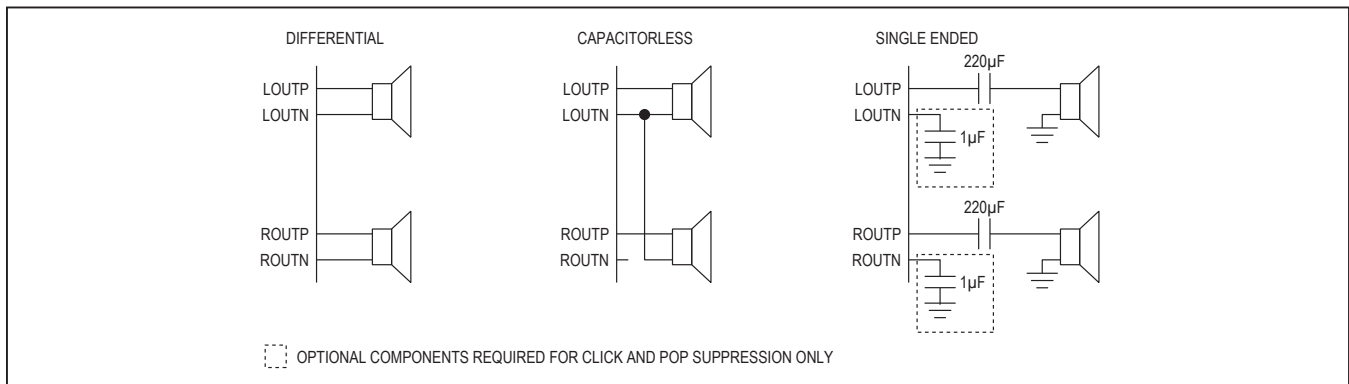 DIFFERENTIAL
LOUTP
LOUTN
ROUTP
ROUTN
CAPACITORLESS
LOUTP
LOUTN
ROUTP
ROUTN
SINGLE ENDED
220µF
LOUTP
LOUTN
1µF
220µF
ROUTP
ROUTN
1µF
OPTIONAL COMPONENTS REQUIRED FOR CLICK AND POP SUPPRESSION ONLY